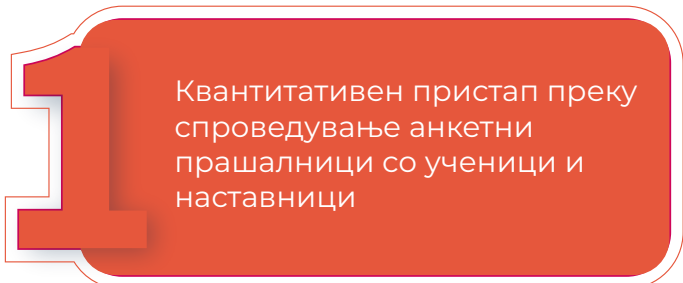 1
Квантитативен пристап преку
спроведување анкетни
прашалници со ученици и
наставници